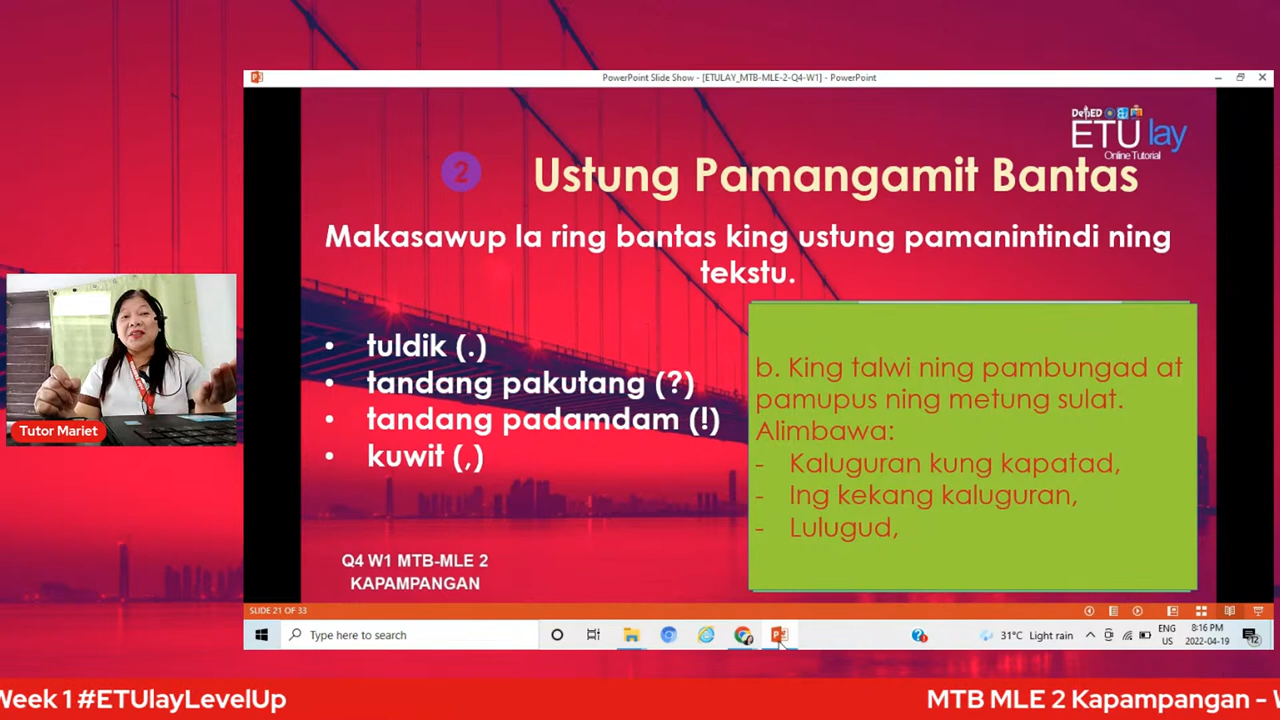 PowerPoint Slide Show - [ETULAY_MTB-MLE-2-Q4-W1] - PowerPoint
DepED
ETUlay
Online Tutorial
2
Ustung Pamangamit Bantas
Makasawup la ring bantas king ustung pamanintindi ning
tekstu.
• tuldik (.)
• tandang pakutang (?)
• tandang padamdam (!)
• kuwit (,)
b. King talwi ning pambungad at
pamupus ning metung sulat.
Alimbawa:
- Kaluguran kung kapatad,
- Ing kekang kaluguran,
- Lulugud,
Q4 W1 MTB-MLE 2
KAPAMPANGAN
Tutor Mariet
SLIDE 21 OF 33
Type here to search
31°C Light rain
ENG
US
8:16 PM
2022-04-19
12
Week 1 #ETUlayLevelUp
MTB MLE 2 Kapampangan - W